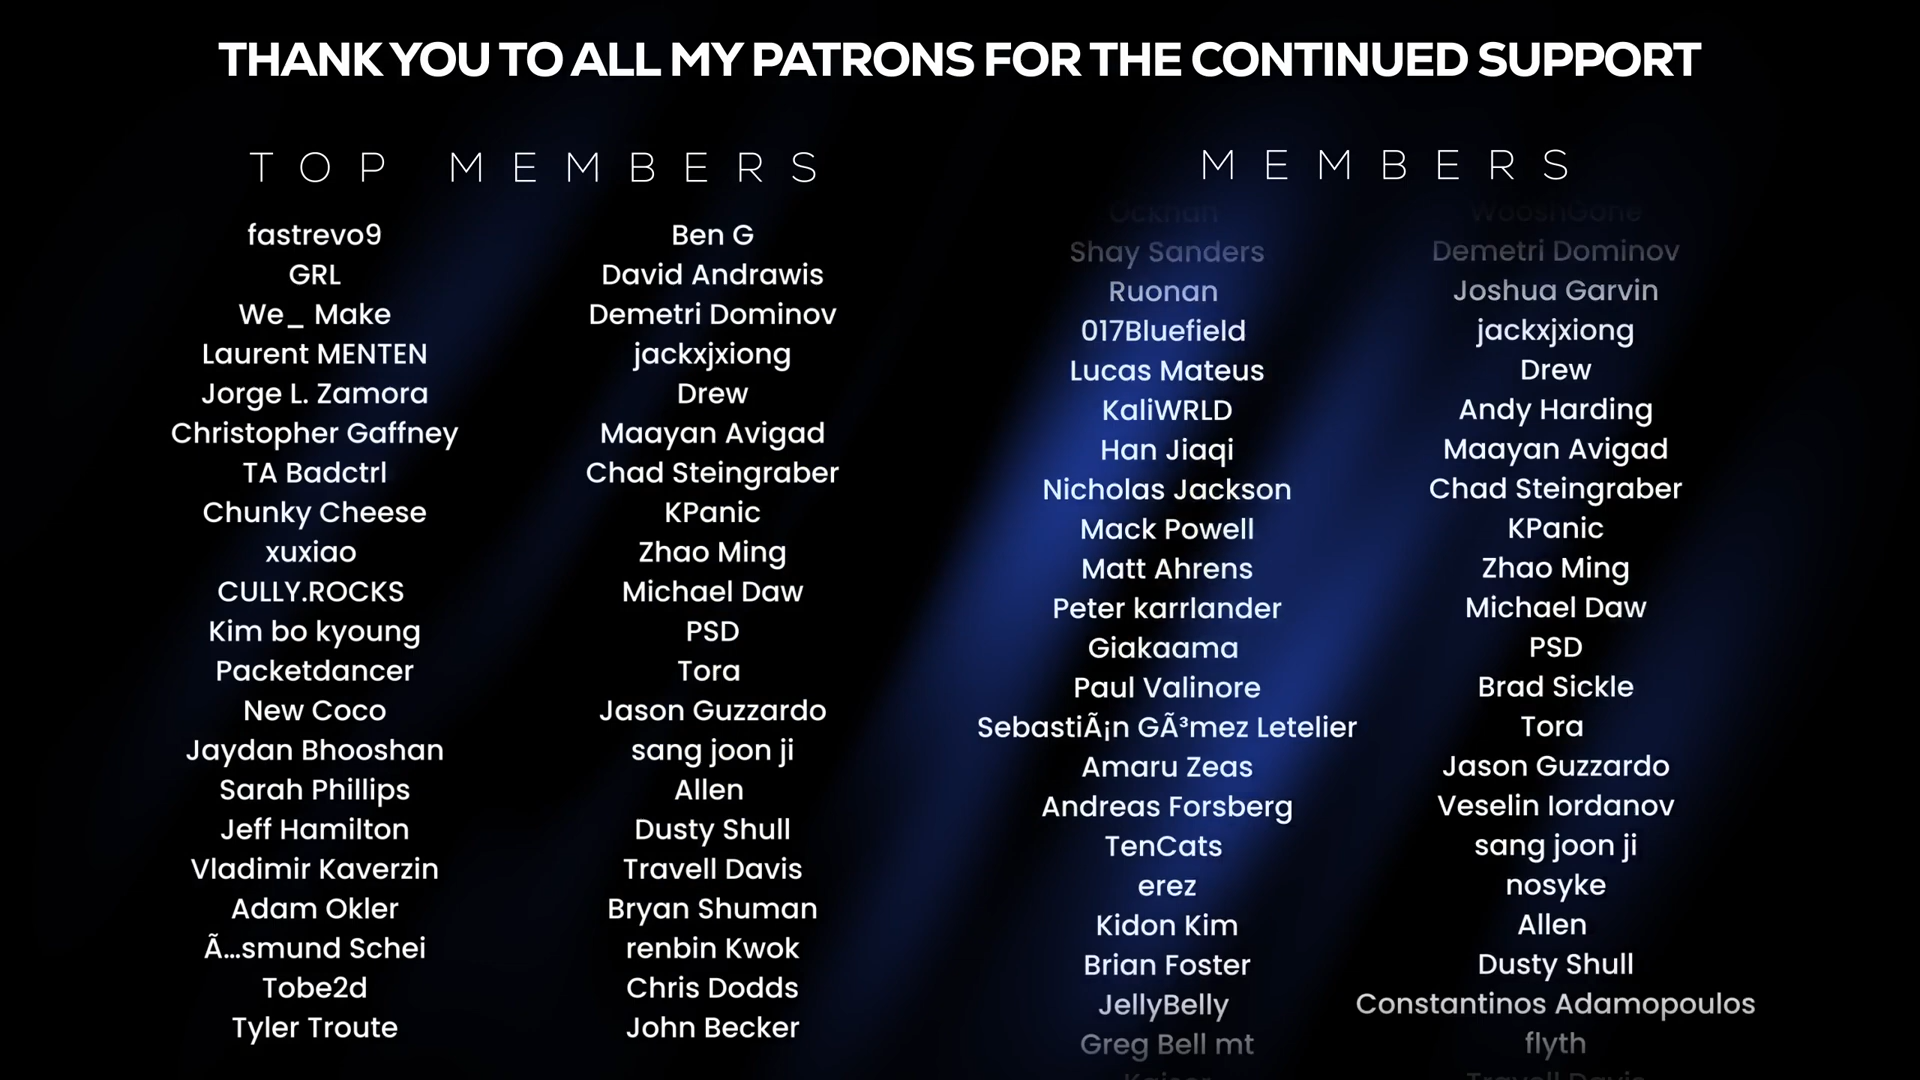 THANK YOU TO ALL MY PATRONS FOR THE CONTINUED SUPPORT
TOP MEMBERS
fastrevo9
GRL
We_ Make
Laurent MENTEN
Jorge L. Zamora
Christopher Gaffney
TA Badctrl
Chunky Cheese
xuxiao
CULLY.ROCKS
Kim bo kyoung
Packetdancer
New Coco
Jaydan Bhooshan
Sarah Phillips
Jeff Hamilton
Vladimir Kaverzin
Adam Okler
Ã…smund Schei
Tobe2d
Tyler Troute
Ben G
David Andrawis
Demetri Dominov
jackxjxiong
Drew
Maayan Avigad
Chad Steingraber
KPanic
Zhao Ming
Michael Daw
PSD
Tora
Jason Guzzardo
sang joon ji
Allen
Dusty Shull
Travell Davis
Bryan Shuman
renbin Kwok
Chris Dodds
John Becker
MEMBERS
Ockhan
Shay Sanders
Ruonan
017Bluefield
Lucas Mateus
KaliWRLD
Han Jiaqi
Nicholas Jackson
Mack Powell
Matt Ahrens
Peter karrlander
Giakaama
Paul Valinore
SebastiÃ¡n GÃ³mez Letelier
Amaru Zeas
Andreas Forsberg
TenCats
erez
Kidon Kim
Brian Foster
JellyBelly
Greg Bell mt
WooshGone
Demetri Dominov
Joshua Garvin
jackxjxiong
Drew
Andy Harding
Maayan Avigad
Chad Steingraber
KPanic
Zhao Ming
Michael Daw
PSD
Brad Sickle
Tora
Jason Guzzardo
Veselin Iordanov
sang joon ji
nosyke
Allen
Dusty Shull
Constantinos Adamopoulos
flyth
Travell Davis